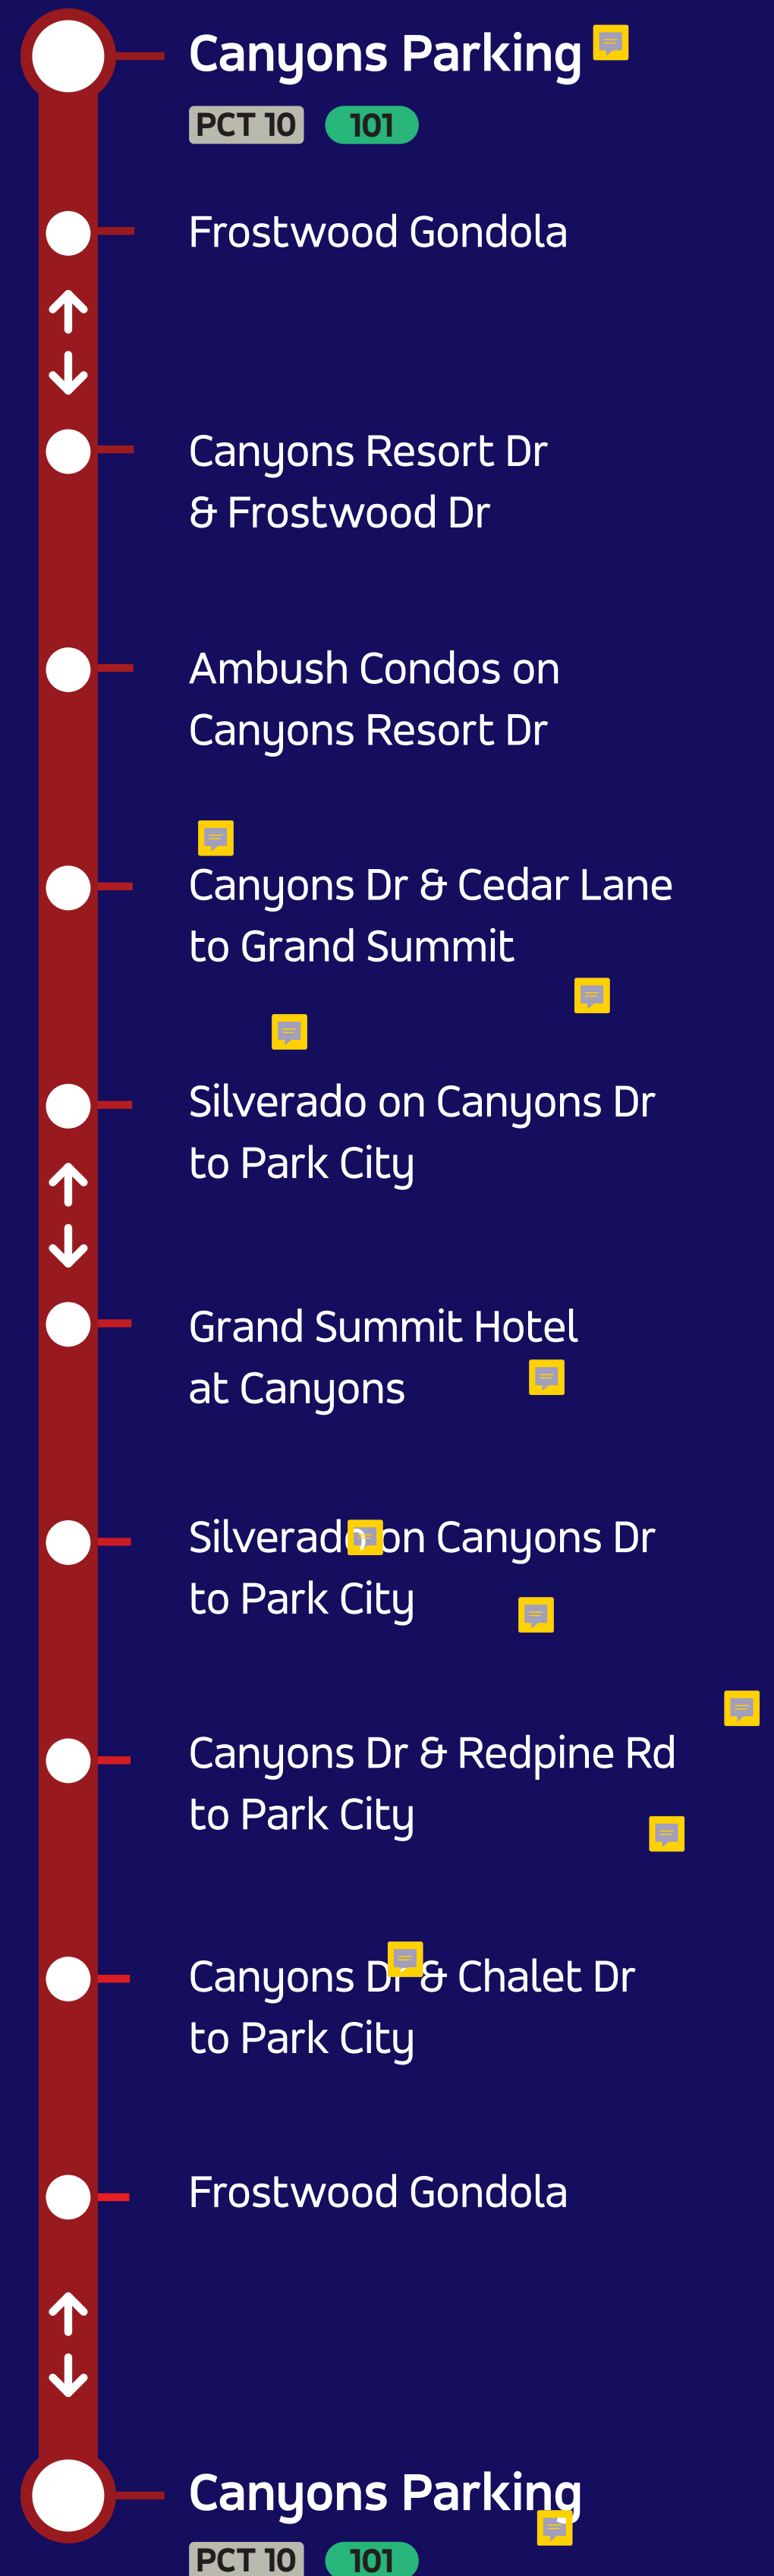 Canyons Parking
PCT 10 101
Frostwood Gondola
Canyons Resort Dr
& Frostwood Dr
Ambush Condos on
Canyons Resort Dr
Canyons Dr & Cedar Lane
to Grand Summit
Silverado on Canyons Dr
to Park City
Grand Summit Hotel
at Canyons
Silverado on Canyons Dr
to Park City
Canyons Dr & Redpine Rd
to Park City
Canyons Dr & Chalet Dr
to Park City
Frostwood Gondola
Canyons Parking
PCT 10 101